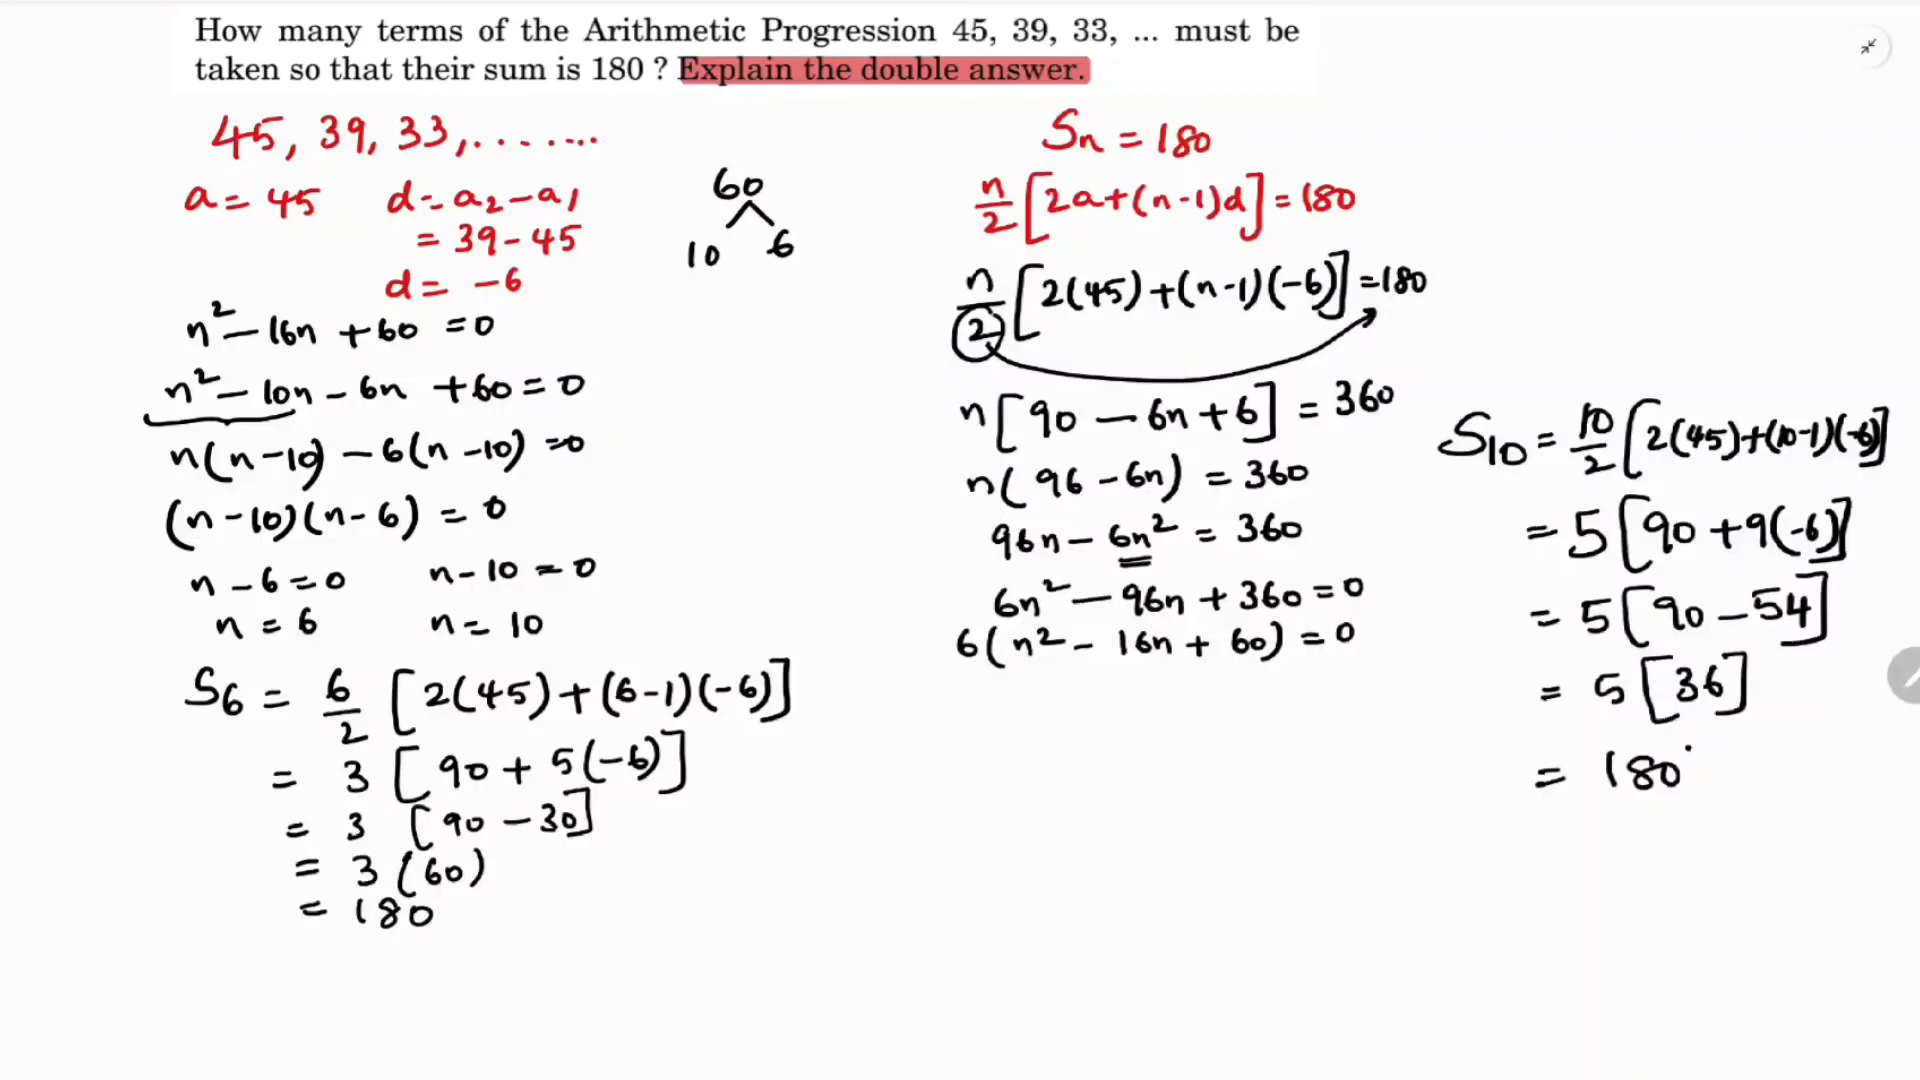 How many terms of the Arithmetic Progression 45, 39, 33, ... must be
taken so that their sum is 180 ? Explain the double answer.
45, 39, 33, .......
a = 45
d = a₂ - a₁
= 39 - 45
d = -6
60
10 6
n² - 16n + 60 = 0
n² - 10n - 6n + 60 = 0
n(n-10) - 6(n-10) = 0
(n-10)(n-6) = 0
n - 6 = 0 n - 10 = 0
n = 6 n = 10
S₆ = 6/2 [2(45) + (6-1)(-6)]
= 3 [90 + 5(-6)]
= 3 [90 - 30]
= 3 (60)
= 180
Sn = 180
n/2 [2a + (n-1)d] = 180
n/2 [2(45) + (n-1)(-6)] = 180
n[90 - 6n + 6] = 360
n(96 - 6n) = 360
96n - 6n² = 360
6n² - 96n + 360 = 0
6(n² - 16n + 60) = 0
S₁₀ = 10/2 [2(45) + (10-1)(-6)]
= 5[90 + 9(-6)]
= 5[90 - 54]
= 5[36]
= 180